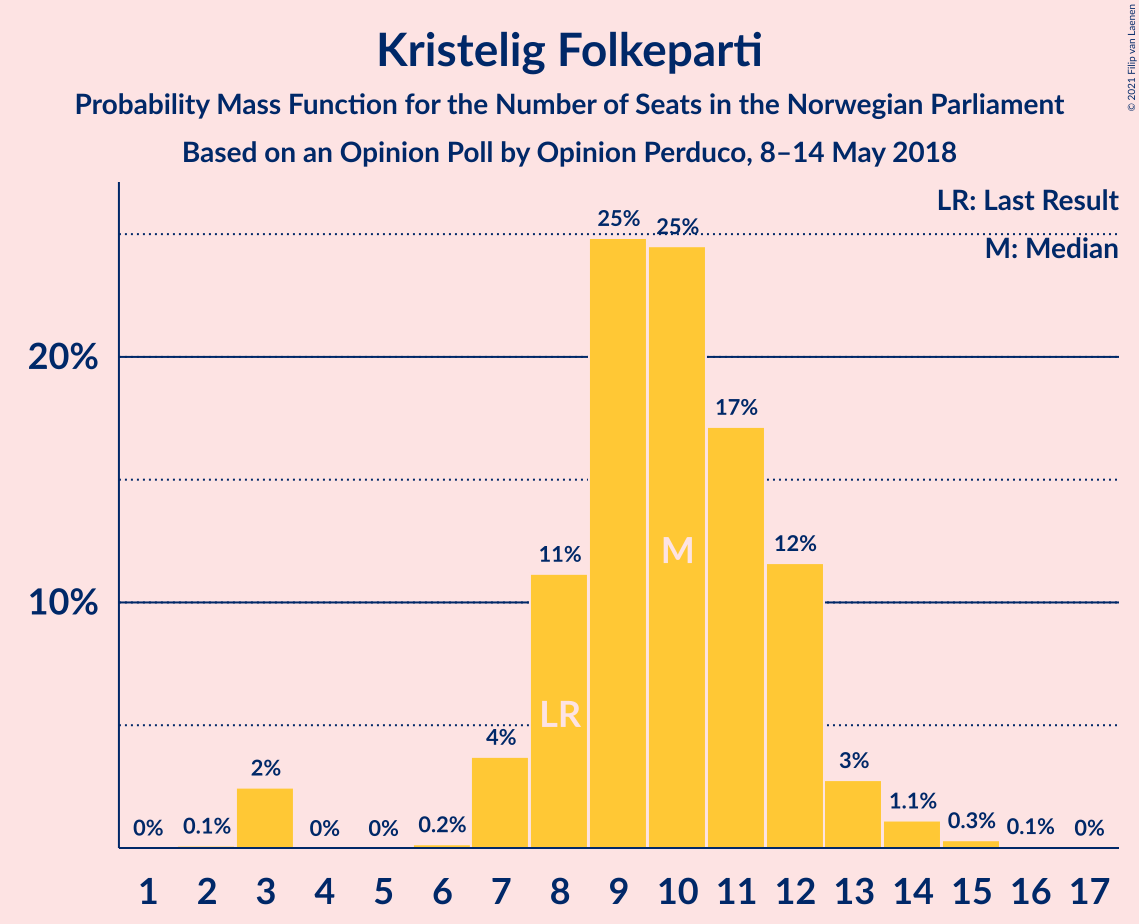 Kristelig Folkeparti
Probability Mass Function for the Number of Seats in the Norwegian Parliament
Based on an Opinion Poll by Opinion Perduco, 8–14 May 2018
© 2021 Filip van Laenen
LR: Last Result
M: Median
20%
10%
0%
0.1%
2%
0%
0%
0.2%
4%
11%
25%
25%
17%
12%
3%
1.1%
0.3%
0.1%
0%
LR
M
1 2 3 4 5 6 7 8 9 10 11 12 13 14 15 16 17